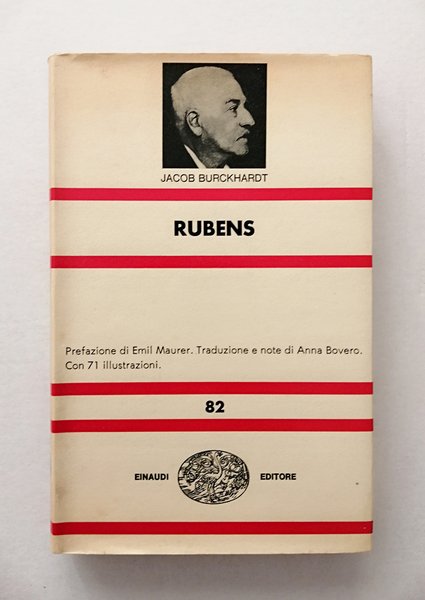 JACOB BURCKHARDT
RUBENS
Prefazione di Emil Maurer. Traduzione e note di Anna Bovero.
Con 71 illustrazioni.
82
EINAUDI EDITORE